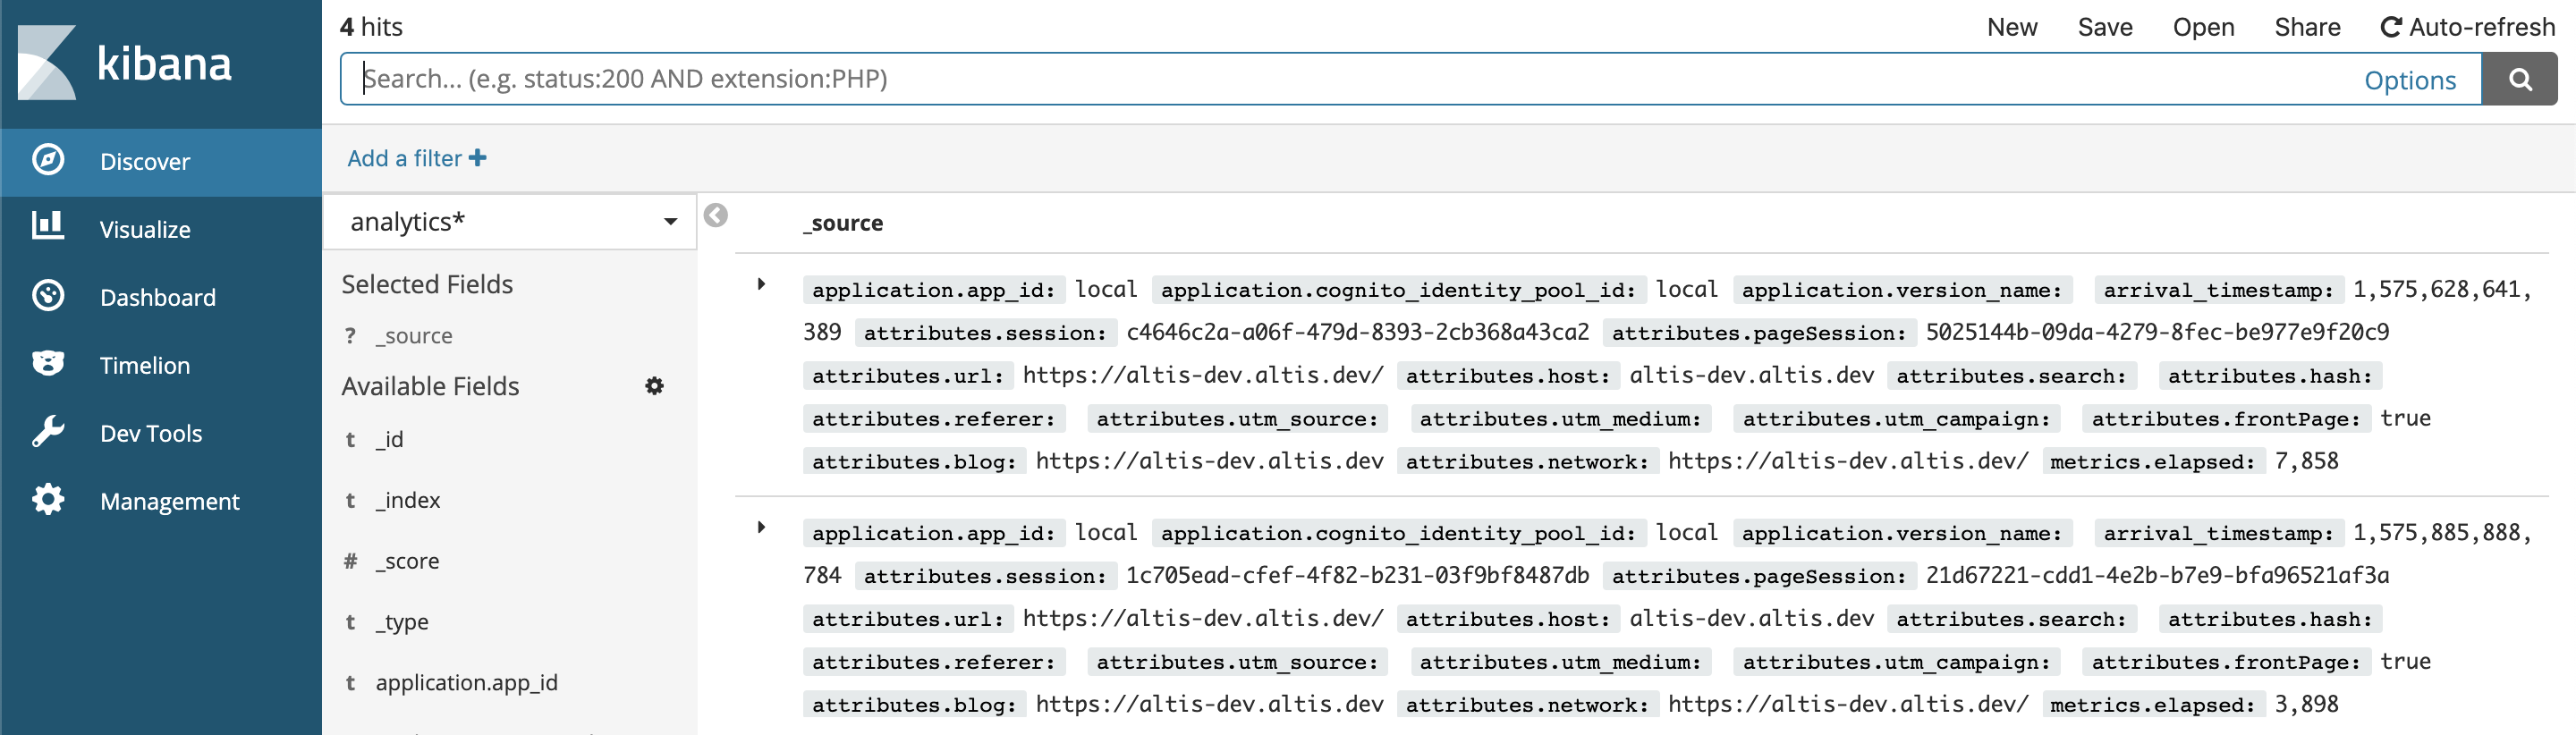 kibana
Discover
Visualize
Dashboard
Timelion
Dev Tools
Management
4 hits
New Save Open Share Auto-refresh
Search... (e.g. status:200 AND extension:PHP)
Options
Add a filter
analytics*
Selected Fields
? _source
Available Fields
t _id
t _index
# _score
t _type
t application.app_id
_source
application.app_id: local application.cognito_identity_pool_id: local application.version_name: arrival_timestamp: 1,575,628,641,
389 attributes.session: c4646c2a-a06f-479d-8393-2cb368a43ca2 attributes.pageSession: 5025144b-09da-4279-8fec-be977e9f20c9
attributes.url: https://altis-dev.altis.dev/ attributes.host: altis-dev.altis.dev attributes.search: attributes.hash:
attributes.referer: attributes.utm_source: attributes.utm_medium: attributes.utm_campaign: attributes.frontPage: true
attributes.blog: https://altis-dev.altis.dev attributes.network: https://altis-dev.altis.dev/ metrics.elapsed: 7,858
application.app_id: local application.cognito_identity_pool_id: local application.version_name: arrival_timestamp: 1,575,885,888,
784 attributes.session: 1c705ead-cfef-4f82-b231-03f9bf8487db attributes.pageSession: 21d67221-cdd1-4e2b-b7e9-bfa96521af3a
attributes.url: https://altis-dev.altis.dev/ attributes.host: altis-dev.altis.dev attributes.search: attributes.hash:
attributes.referer: attributes.utm_source: attributes.utm_medium: attributes.utm_campaign: attributes.frontPage: true
attributes.blog: https://altis-dev.altis.dev attributes.network: https://altis-dev.altis.dev/ metrics.elapsed: 3,898